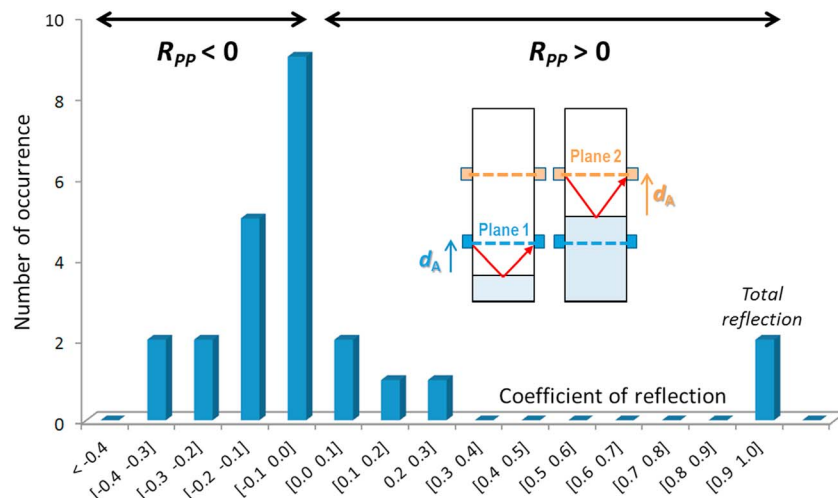 10
8
6
4
2
0
Number of occurrence
R_PP < 0
R_PP > 0
Plane 1
d_A
Plane 2
d_A
Total
reflection
Coefficient of reflection
< -0.4
[-0.4 -0.3]
[-0.3 -0.2]
[-0.2 -0.1]
[-0.1 0.0]
[0.0 0.1]
[0.1 0.2]
0.2 0.3]
[0.3 0.4]
[0.4 0.5]
[0.5 0.6]
[0.6 0.7]
[0.7 0.8]
[0.8 0.9]
[0.9 1.0]